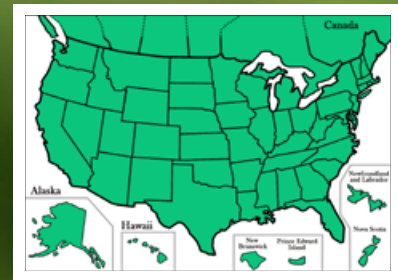 Canada
Newfoundland
and Labrador
Alaska
Hawaii
Nova Scotia
New
Brunswick
Prince Edward
Island